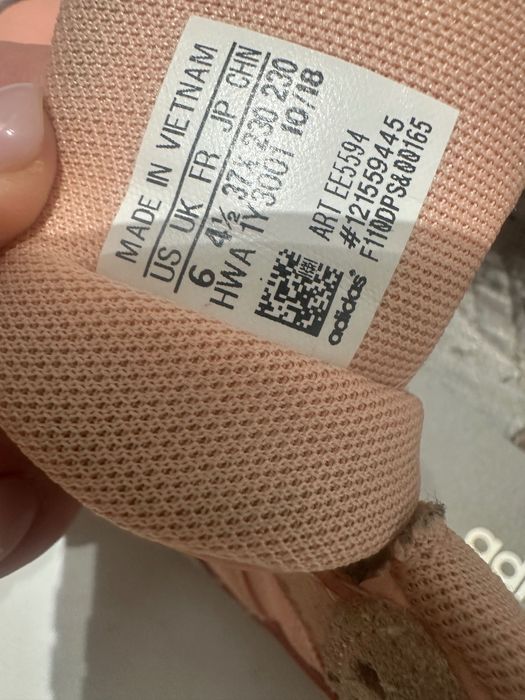 MADE IN VIETNAM
US UK FR JP CHN
6 4½ 37⅓ 230 230
HWA 1Y3001 10/18
ART EE5594
#121559445
F110DPS&00165
adidas